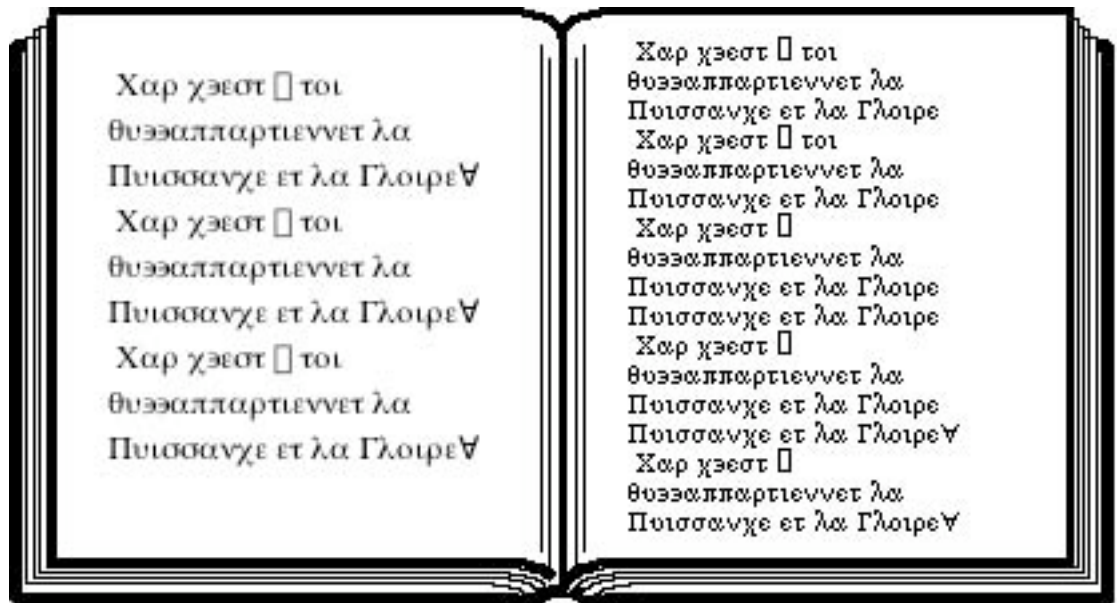 Χαρ χ϶εστ ▯ τοι
θυ϶϶αππαρτιεννετ λα
Πυισσανχε ετ λα Γλοιρε∀
Χαρ χ϶εστ ▯ τοι
θυ϶϶αππαρτιεννετ λα
Πυισσανχε ετ λα Γλοιρε∀
Χαρ χ϶εστ ▯ τοι
θυ϶϶αππαρτιεννετ λα
Πυισσανχε ετ λα Γλοιρε∀
Χαρ χ϶εστ ▯ τοι
θυ϶϶αππαρτιεννετ λα
Πυισσανχε ετ λα Γλοιρε
Χαρ χ϶εστ ▯ τοι
θυ϶϶αππαρτιεννετ λα
Πυισσανχε ετ λα Γλοιρε
Χαρ χ϶εστ ▯
θυ϶϶αππαρτιεννετ λα
Πυισσανχε ετ λα Γλοιρε
Πυισσανχε ετ λα Γλοιρε
Χαρ χ϶εστ ▯
θυ϶϶αππαρτιεννετ λα
Πυισσανχε ετ λα Γλοιρε
Πυισσανχε ετ λα Γλοιρε∀
Χαρ χ϶εστ ▯
θυ϶϶αππαρτιεννετ λα
Πυισσανχε ετ λα Γλοιρε∀